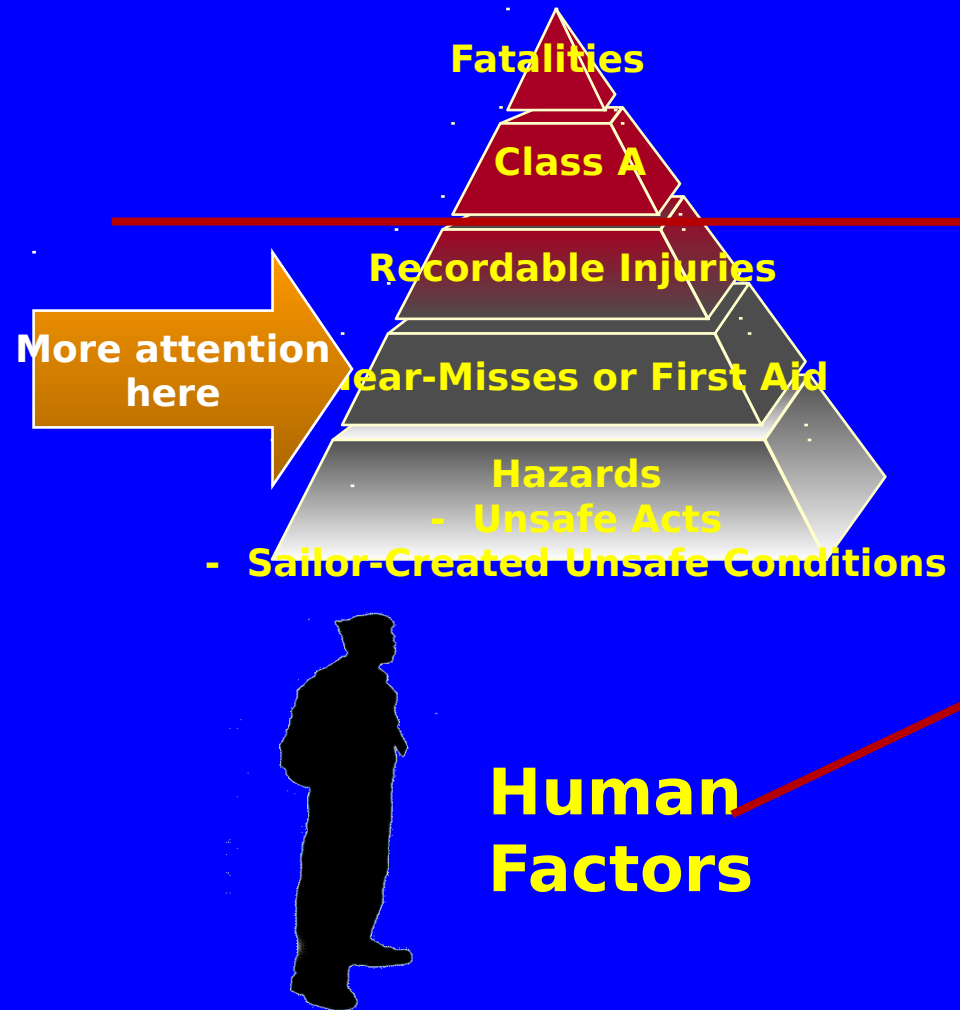 Fatalities
Class A
Recordable Injuries
More attention
here
ear-Misses or First Aid
Hazards
- Unsafe Acts
- Sailor-Created Unsafe Conditions
Human
Factors